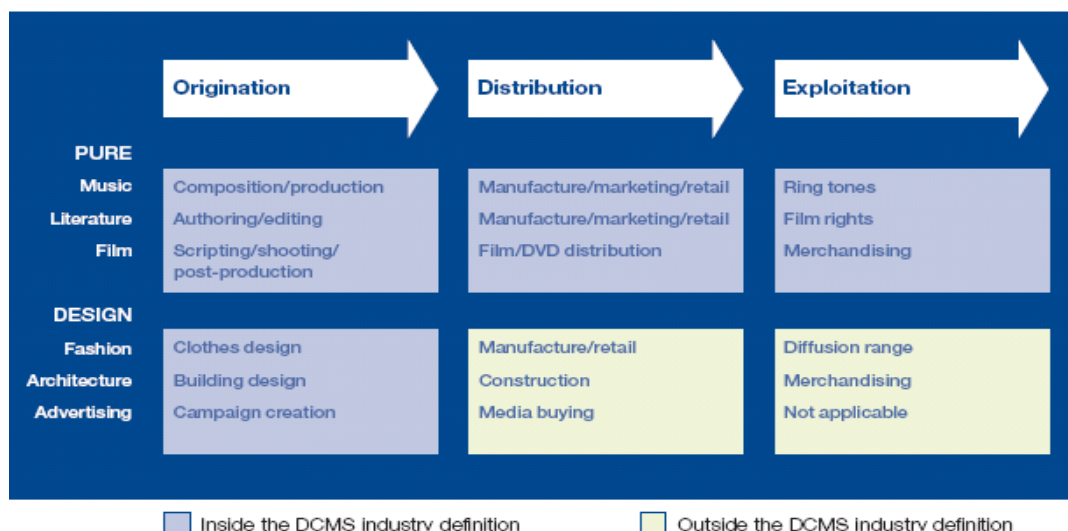 Origination Distribution Exploitation
PURE
Music Composition/production Manufacture/marketing/retail Ring tones
Literature Authoring/editing Manufacture/marketing/retail Film rights
Film Scripting/shooting/ Film/DVD distribution Merchandising
post-production
DESIGN
Fashion Clothes design Manufacture/retail Diffusion range
Architecture Building design Construction Merchandising
Advertising Campaign creation Media buying Not applicable
Inside the DCMS industry definition Outside the DCMS industry definition